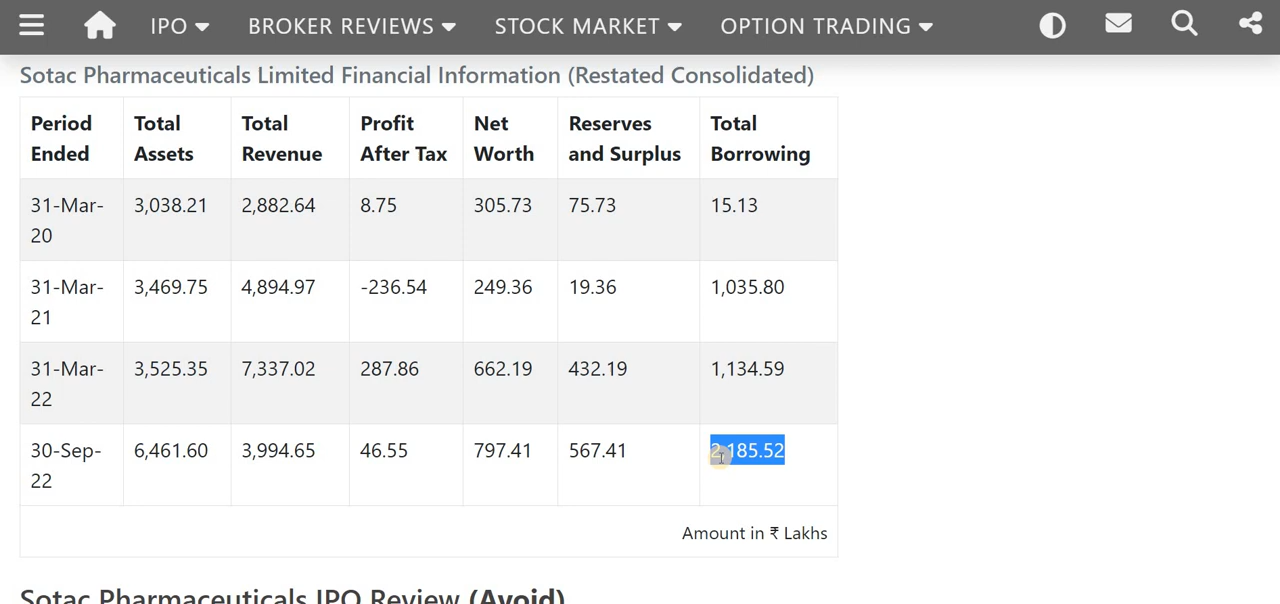 IPO BROKER REVIEWS STOCK MARKET OPTION TRADING
Sotac Pharmaceuticals Limited Financial Information (Restated Consolidated)
Period Ended Total Assets Total Revenue Profit After Tax Net Worth Reserves and Surplus Total Borrowing
31-Mar-20 3,038.21 2,882.64 8.75 305.73 75.73 15.13
31-Mar-21 3,469.75 4,894.97 -236.54 249.36 19.36 1,035.80
31-Mar-22 3,525.35 7,337.02 287.86 662.19 432.19 1,134.59
30-Sep-22 6,461.60 3,994.65 46.55 797.41 567.41 2,185.52
Amount in ₹ Lakhs
Sotac Pharmaceuticals IPO Review (Avoid)